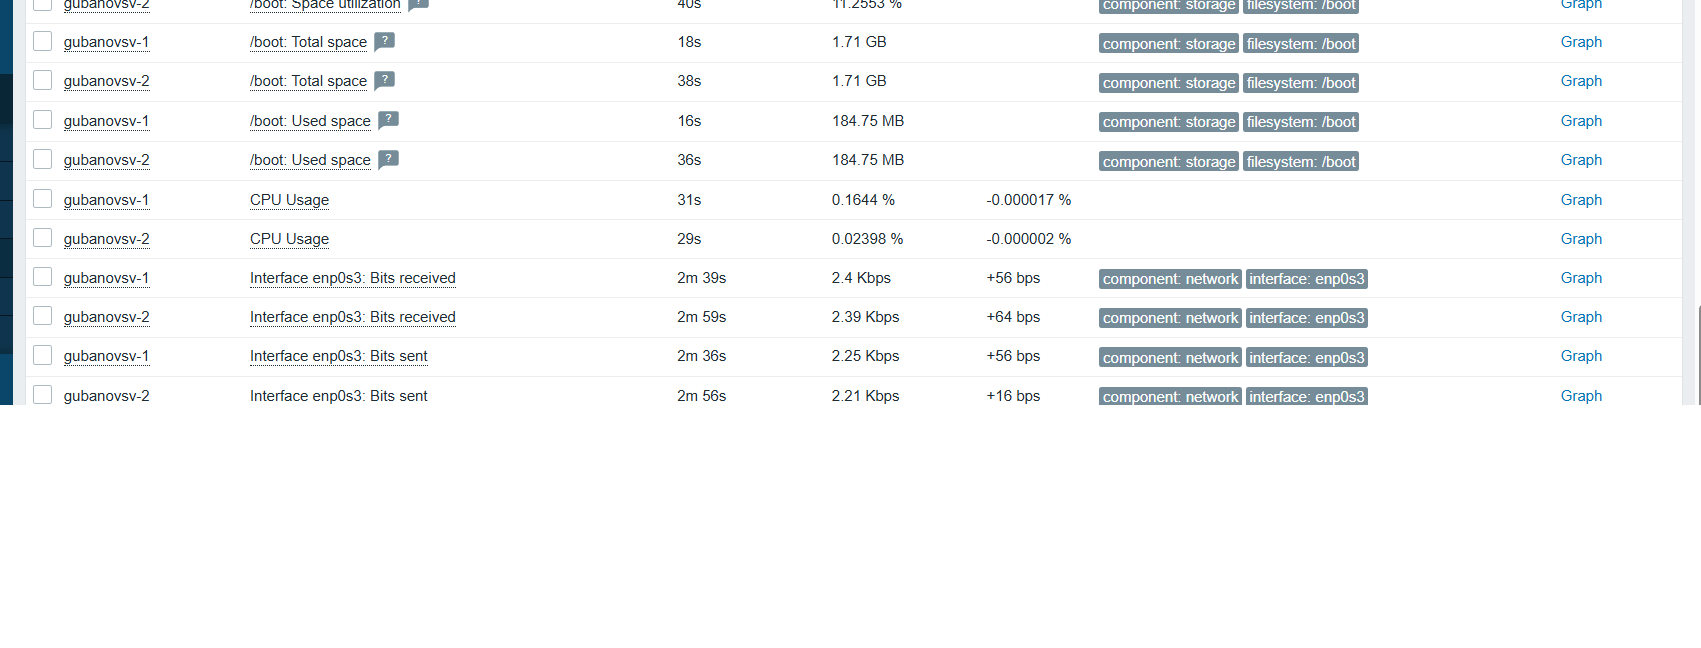 gubanovsv-2 /boot: Space utilization ? 40s 11.2553 % component: storage filesystem: /boot Graph
gubanovsv-1 /boot: Total space ? 18s 1.71 GB component: storage filesystem: /boot Graph
gubanovsv-2 /boot: Total space ? 38s 1.71 GB component: storage filesystem: /boot Graph
gubanovsv-1 /boot: Used space ? 16s 184.75 MB component: storage filesystem: /boot Graph
gubanovsv-2 /boot: Used space ? 36s 184.75 MB component: storage filesystem: /boot Graph
gubanovsv-1 CPU Usage 31s 0.1644 % -0.000017 % Graph
gubanovsv-2 CPU Usage 29s 0.02398 % -0.000002 % Graph
gubanovsv-1 Interface enp0s3: Bits received 2m 39s 2.4 Kbps +56 bps component: network interface: enp0s3 Graph
gubanovsv-2 Interface enp0s3: Bits received 2m 59s 2.39 Kbps +64 bps component: network interface: enp0s3 Graph
gubanovsv-1 Interface enp0s3: Bits sent 2m 36s 2.25 Kbps +56 bps component: network interface: enp0s3 Graph
gubanovsv-2 Interface enp0s3: Bits sent 2m 56s 2.21 Kbps +16 bps component: network interface: enp0s3 Graph